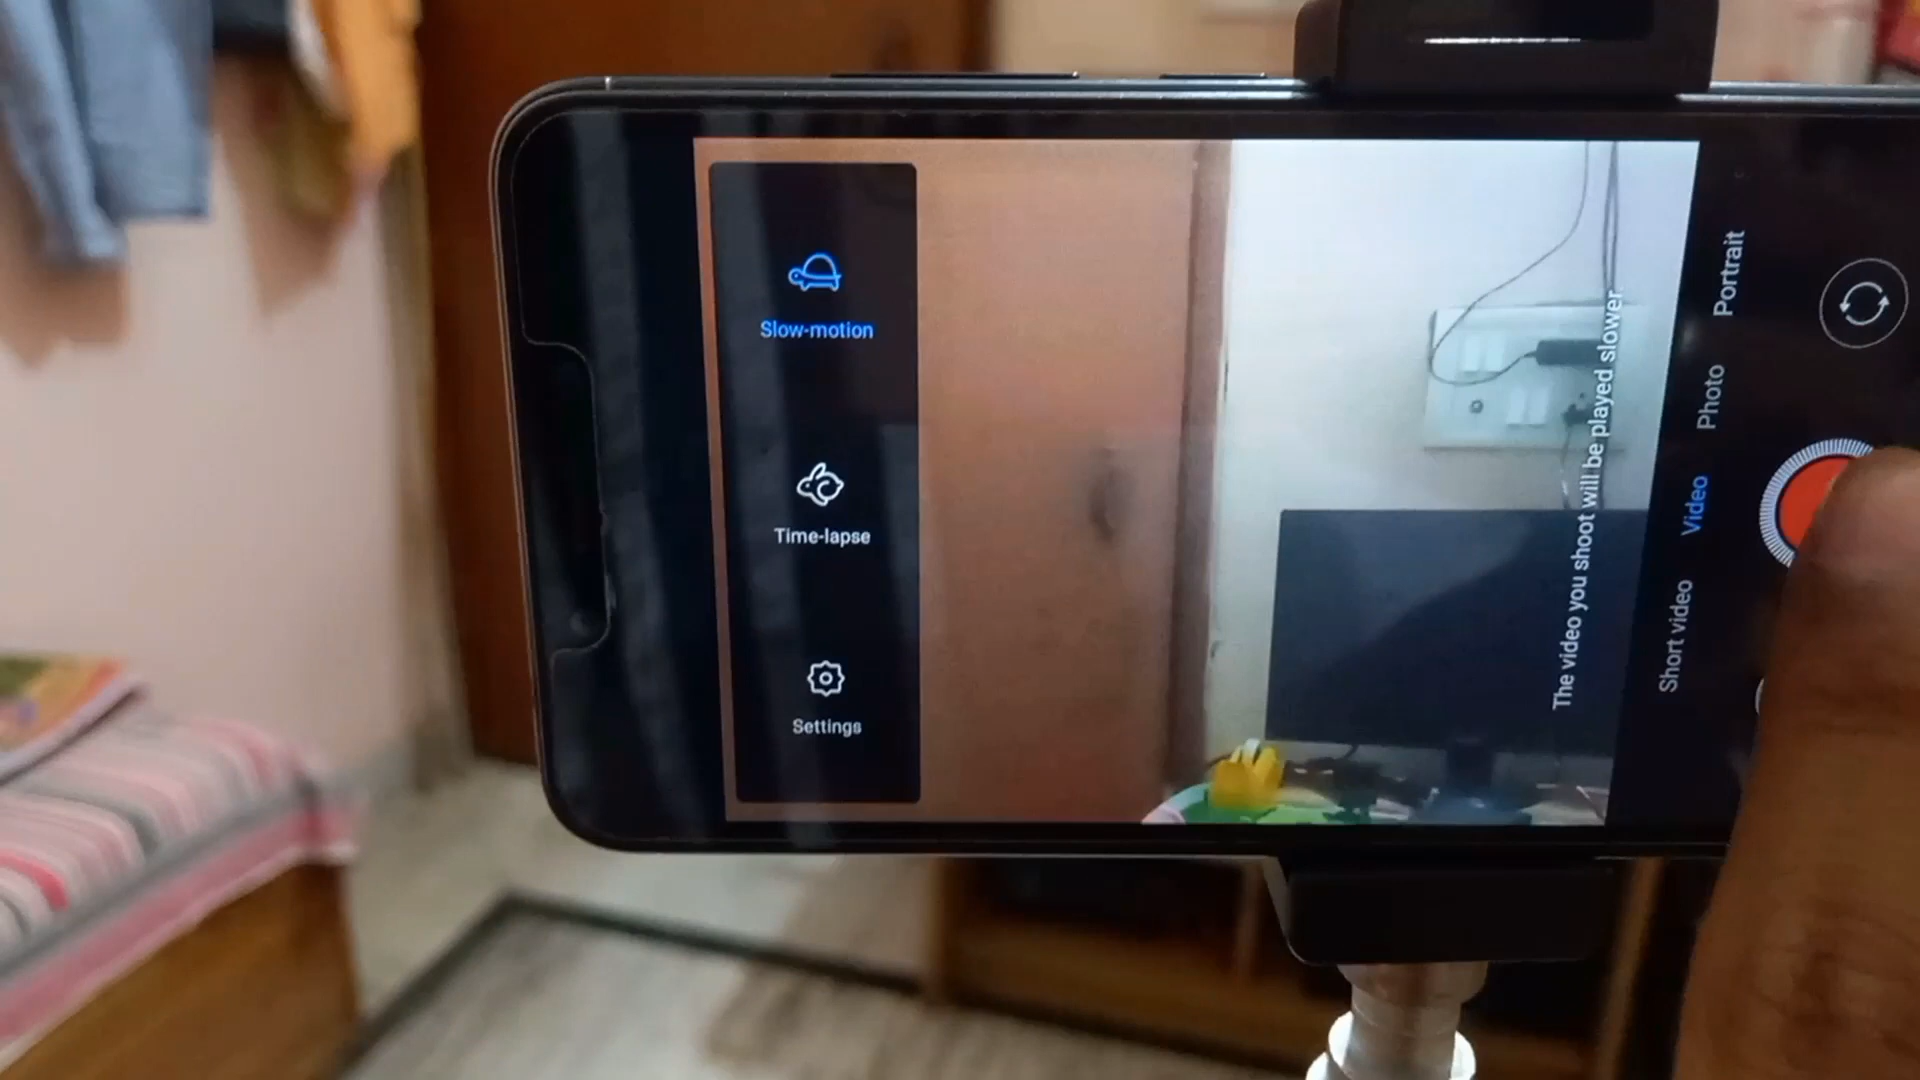 Slow-motion
Time-lapse
Settings
The video you shoot will be played slower
Short video
Video
Photo
Portrait